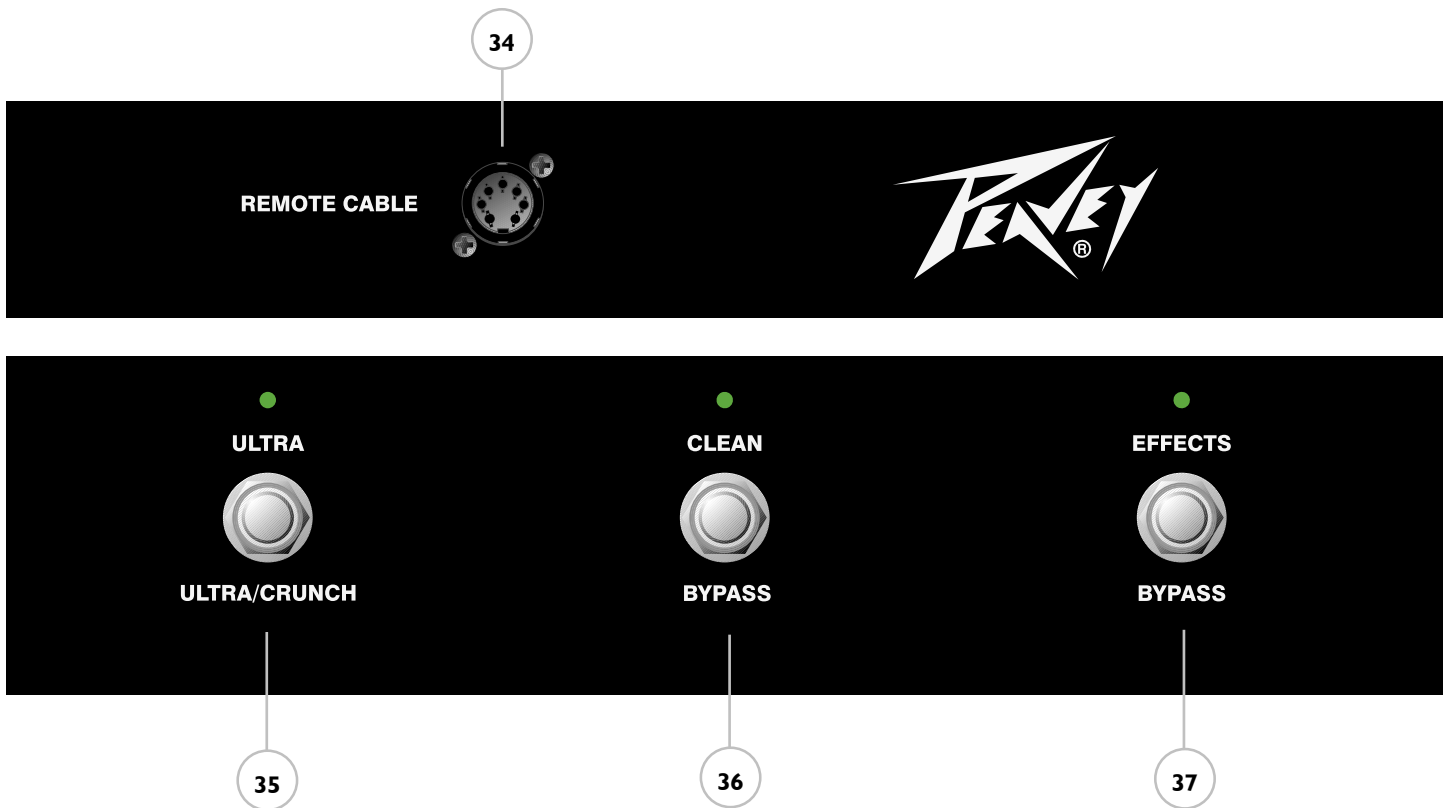 34
REMOTE CABLE
PEAVEY
®
ULTRA CLEAN EFFECTS
ULTRA/CRUNCH BYPASS BYPASS
35 36 37